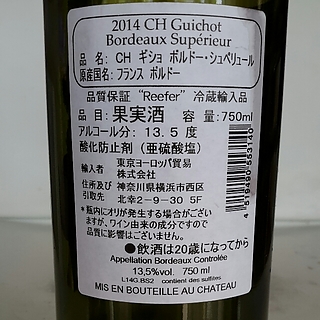 2014 CH Guichot
Bordeaux Supérieur
品 名: CH ギショ ボルドー・シュペリュール
原産国名: フランス ボルドー
品質保証 “Reefer” 冷蔵輸入品
品 目: 果実酒 容 量: 750ml
アルコール分: 13.5 度
酸化防止剤 (亜硫酸塩)
輸入者 東京ヨーロッパ貿易
株式会社
住所及び 神奈川県横浜市西区
引取先 北幸2-9-30 5F
*瓶内にオリが発生する場合がござい
ますが、ワイン由来の成分ですので
品質に影響はございません。
●飲酒は20歳になってから
Appellation Bordeaux Controlée
13,5%vol. 750 ml
L14G.BS2 contient des sulfites
MIS EN BOUTEILLE AU CHATEAU
4 519490 553140